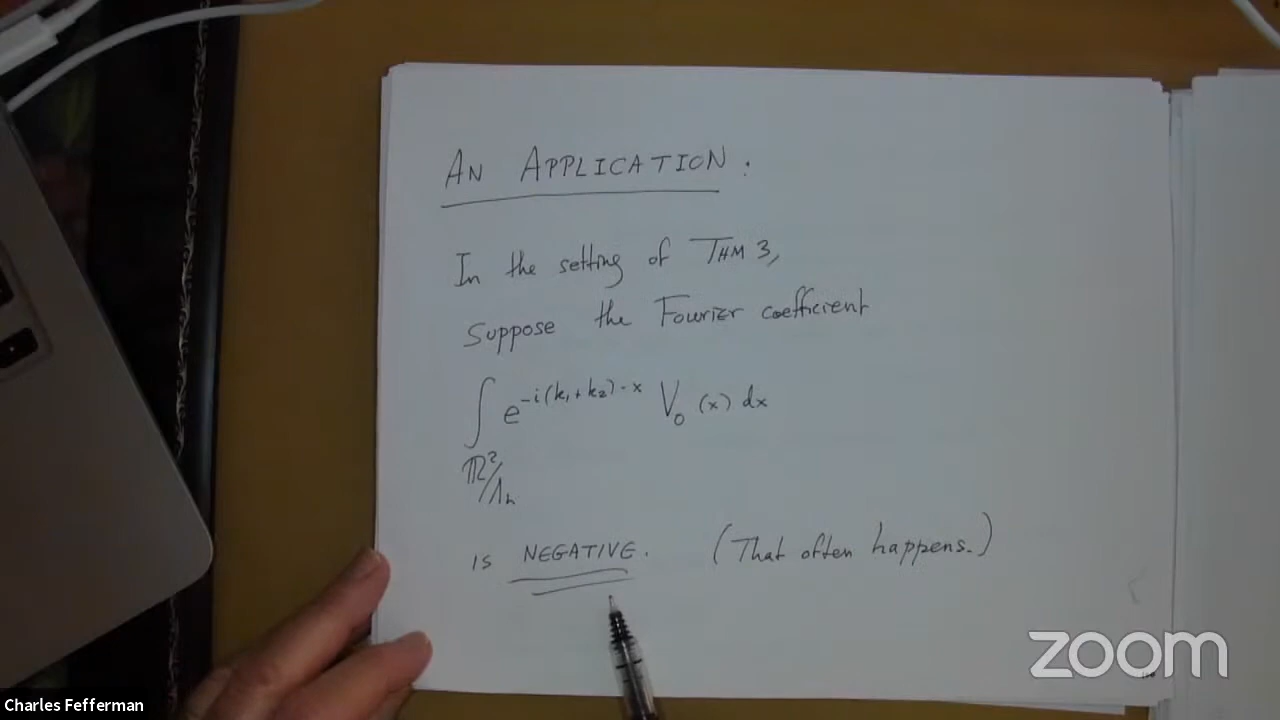 AN APPLICATION.
In the setting of THM 3,
Suppose the Fourier coefficient
∫ e^{-i(k₁+k₂)·x} V₀(x) dx
ℝ²/Λₕ
is NEGATIVE. (That often happens.)
zoom
Charles Fefferman